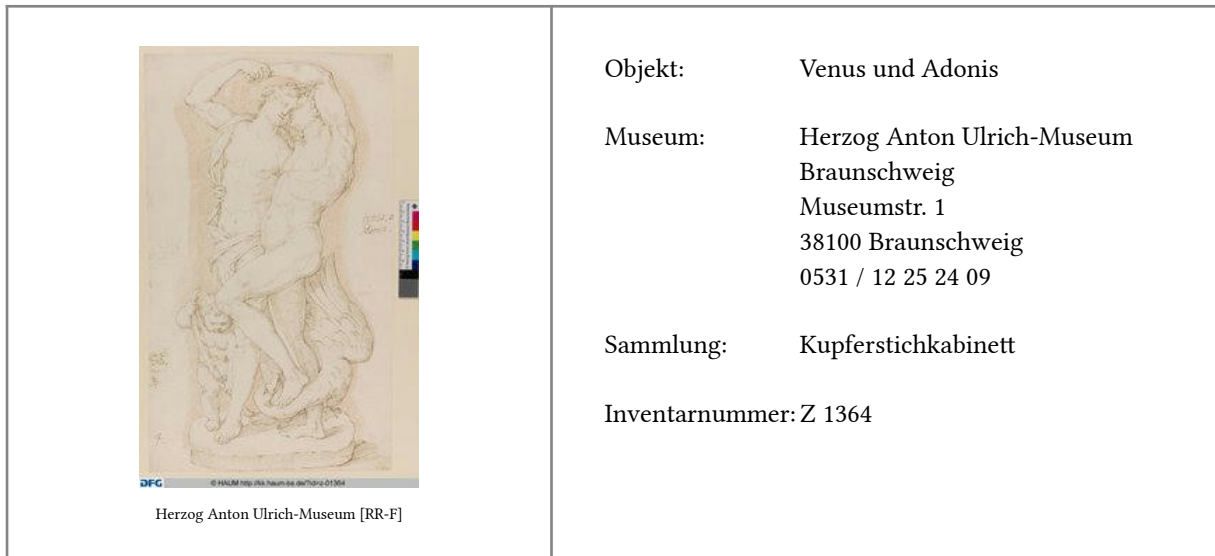 Objekt: Venus und Adonis
Museum: Herzog Anton Ulrich-Museum
Braunschweig
Museumstr. 1
38100 Braunschweig
0531 / 12 25 24 09
Sammlung: Kupferstichkabinett
Inventarnummer: Z 1364
DFG © HAUM http://kk.haum-bs.de/?id=z-01364
Herzog Anton Ulrich-Museum [RR-F]